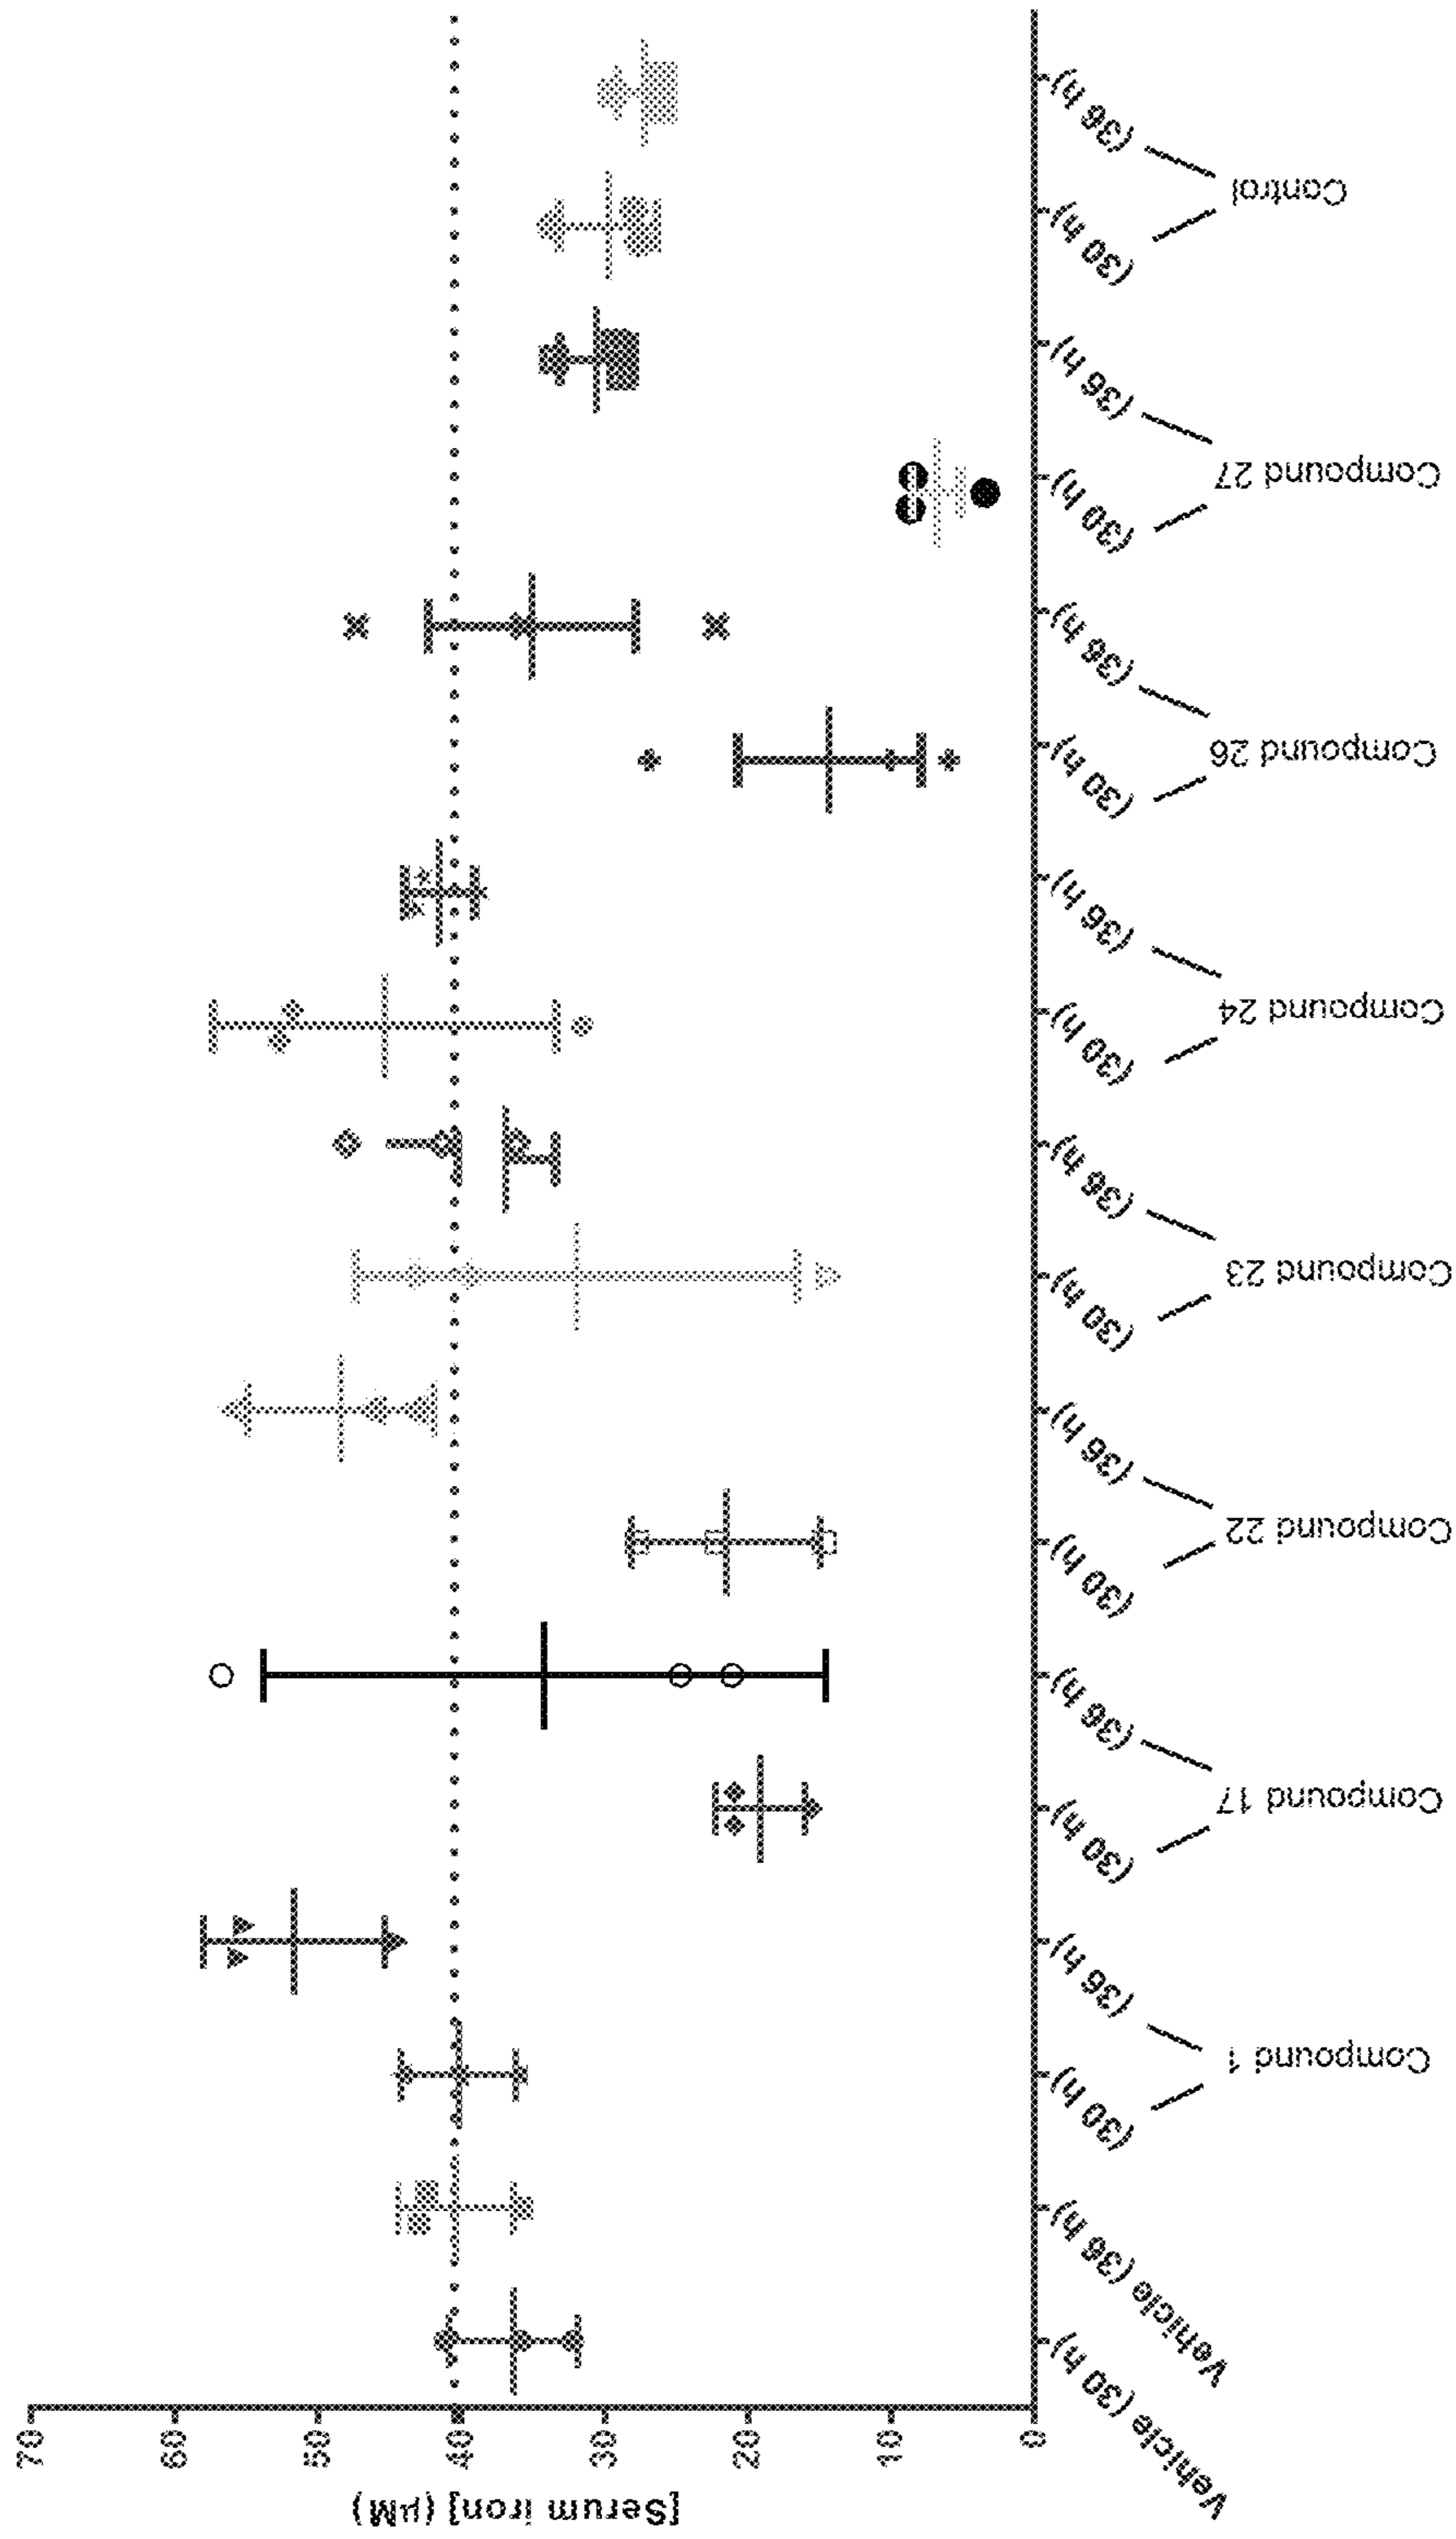 [Serum iron] (µM)
70
60
50
40
30
20
10
0
Vehicle (30 h)
Vehicle (36 h)
(30 h)
(36 h)
(30 h)
(36 h)
(30 h)
(36 h)
(30 h)
(36 h)
(30 h)
(36 h)
(30 h)
(36 h)
(30 h)
(36 h)
(30 h)
(36 h)
Compound 1
Compound 17
Compound 22
Compound 23
Compound 24
Compound 26
Compound 27
Control